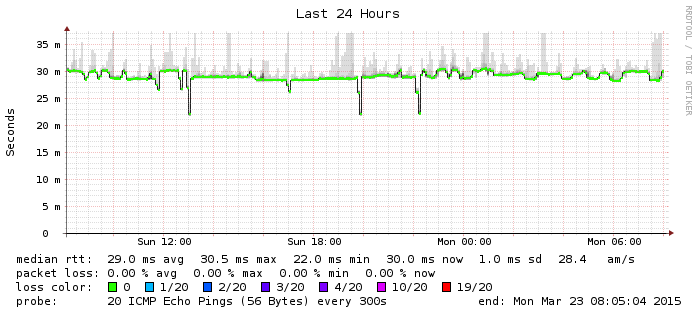 Last 24 Hours
RRDTOOL / TOBI OETIKER
Seconds
35 m
30 m
25 m
20 m
15 m
10 m
5 m
0
Sun 12:00 Sun 18:00 Mon 00:00 Mon 06:00
median rtt: 29.0 ms avg 30.5 ms max 22.0 ms min 30.0 ms now 1.0 ms sd 28.4 am/s
packet loss: 0.00 % avg 0.00 % max 0.00 % min 0.00 % now
loss color: 0 1/20 2/20 3/20 4/20 10/20 19/20
probe: 20 ICMP Echo Pings (56 Bytes) every 300s end: Mon Mar 23 08:05:04 2015